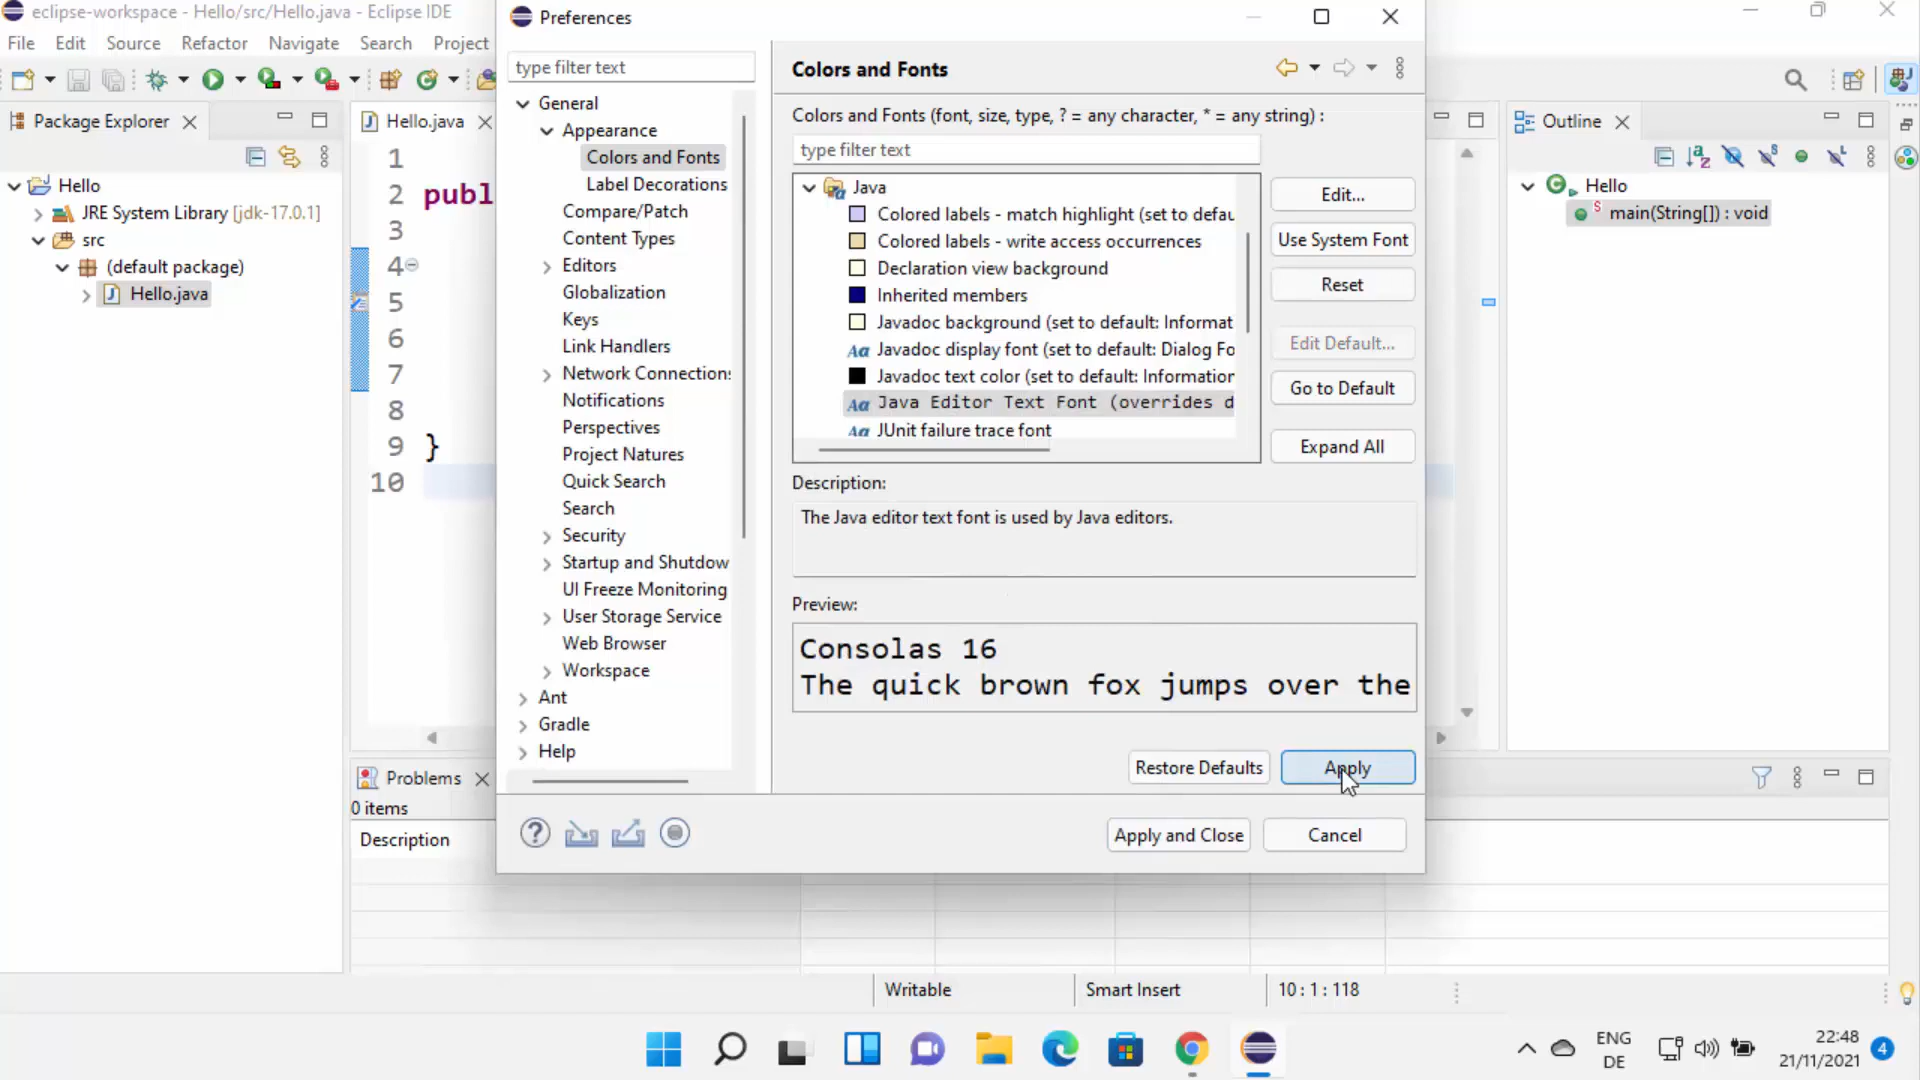 eclipse-workspace - Hello/src/Hello.java - Eclipse IDE
File Edit Source Refactor Navigate Search Project
Package Explorer
Hello
JRE System Library [jdk-17.0.1]
src
(default package)
Hello.java
Hello.java
1
2 publ
3
4
5
6
7
8
9 }
10
Preferences
type filter text
General
Appearance
Colors and Fonts
Label Decorations
Compare/Patch
Content Types
Editors
Globalization
Keys
Link Handlers
Network Connections
Notifications
Perspectives
Project Natures
Quick Search
Search
Security
Startup and Shutdow
UI Freeze Monitoring
User Storage Service
Web Browser
Workspace
Ant
Gradle
Help
Colors and Fonts
Colors and Fonts (font, size, type, ? = any character, * = any string) :
type filter text
Java
Colored labels - match highlight (set to defau
Colored labels - write access occurrences
Declaration view background
Inherited members
Javadoc background (set to default: Informat
Javadoc display font (set to default: Dialog Fo
Javadoc text color (set to default: Information
Java Editor Text Font (overrides d
JUnit failure trace font
Edit...
Use System Font
Reset
Edit Default...
Go to Default
Expand All
Description:
The Java editor text font is used by Java editors.
Preview:
Consolas 16
The quick brown fox jumps over the
Restore Defaults
Apply
Apply and Close
Cancel
Outline
Hello
main(String[]) : void
Problems
0 items
Description
Writable
Smart Insert
10 : 1 : 118
ENG
DE
22:48
21/11/2021
4